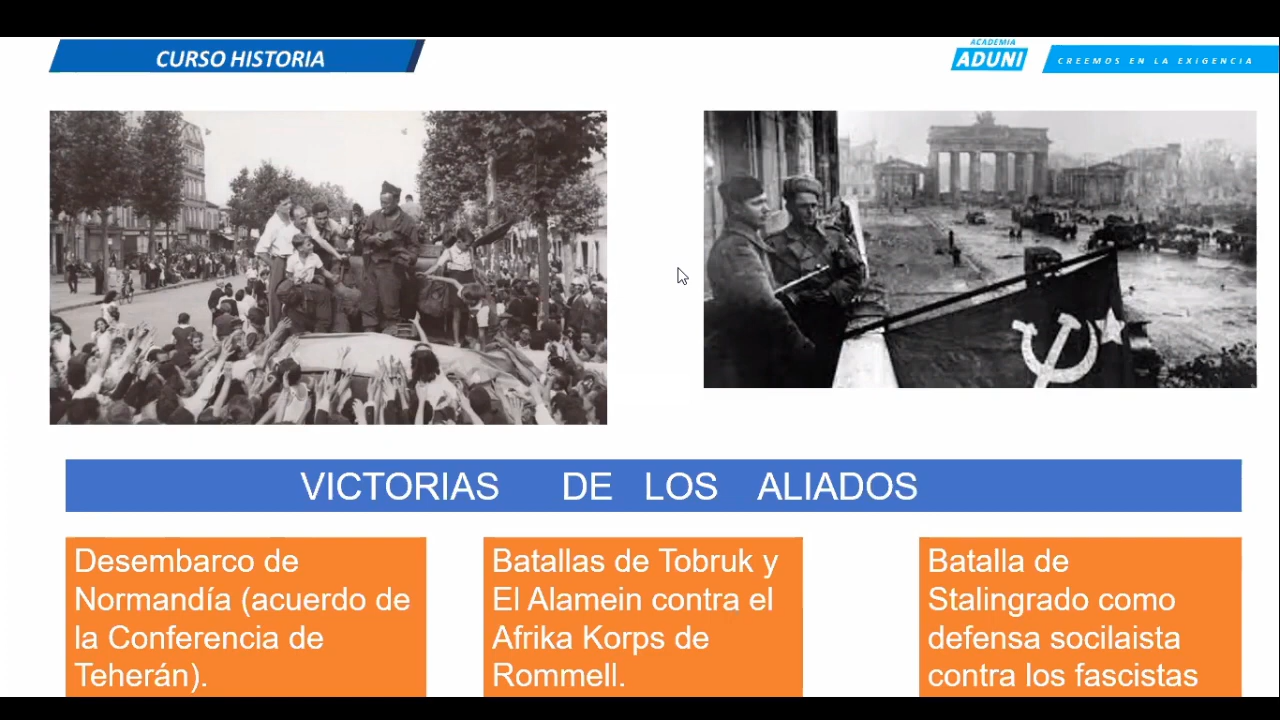 CURSO HISTORIA
ACADEMIA
ADUNI
CREEMOS EN LA EXIGENCIA
VICTORIAS DE LOS ALIADOS
Desembarco de
Normandía (acuerdo de
la Conferencia de
Teherán).
Batallas de Tobruk y
El Alamein contra el
Afrika Korps de
Rommell.
Batalla de
Stalingrado como
defensa socilaista
contra los fascistas